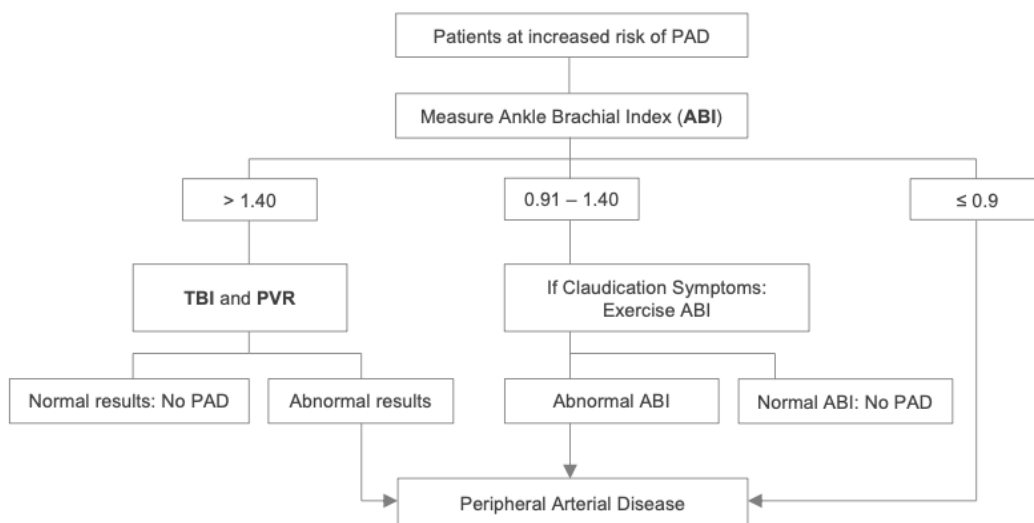 Patients at increased risk of PAD
Measure Ankle Brachial Index (ABI)
> 1.40
0.91 – 1.40
≤ 0.9
TBI and PVR
If Claudication Symptoms:
Exercise ABI
Normal results: No PAD
Abnormal results
Abnormal ABI
Normal ABI: No PAD
Peripheral Arterial Disease